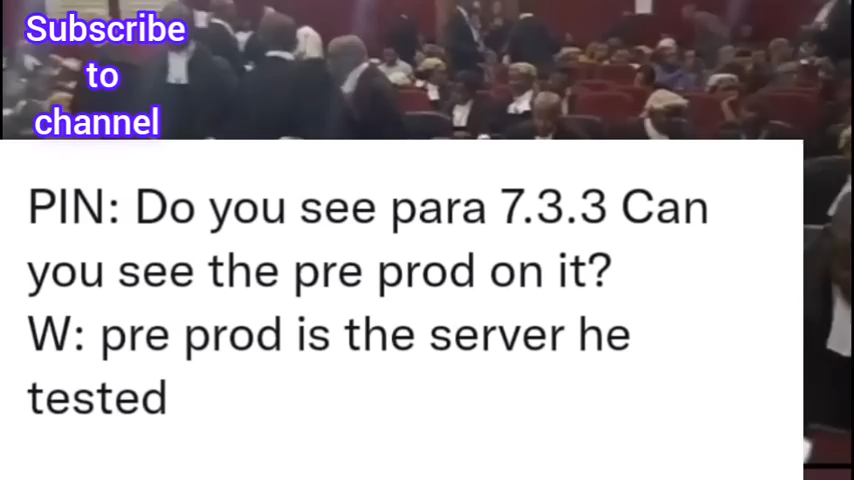 Subscribe
to
channel
PIN: Do you see para 7.3.3 Can
you see the pre prod on it?
W: pre prod is the server he
tested